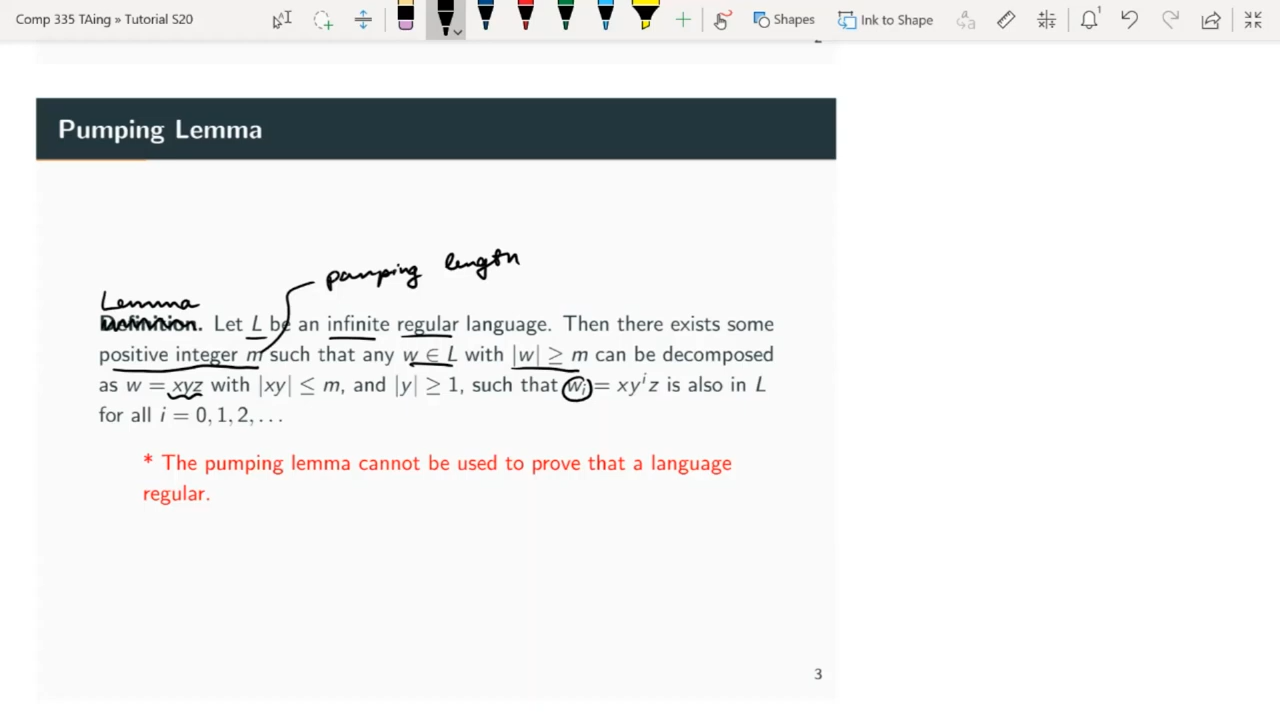 Comp 335 TAing » Tutorial S20
Shapes
Ink to Shape
Pumping Lemma
pumping length
Lemma
Definition. Let L be an infinite regular language. Then there exists some
positive integer m such that any w ∈ L with |w| ≥ m can be decomposed
as w = xyz with |xy| ≤ m, and |y| ≥ 1, such that wᵢ = xyⁱz is also in L
for all i = 0, 1, 2, . . .
* The pumping lemma cannot be used to prove that a language
regular.
3